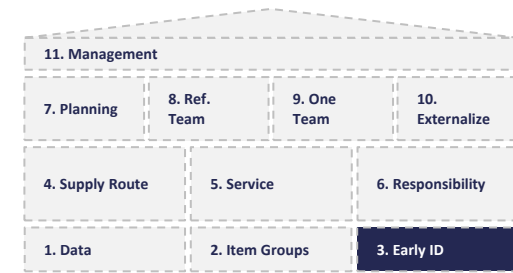 11. Management
7. Planning
8. Ref.
Team
9. One
Team
10.
Externalize
4. Supply Route
5. Service
6. Responsibility
1. Data
2. Item Groups
3. Early ID